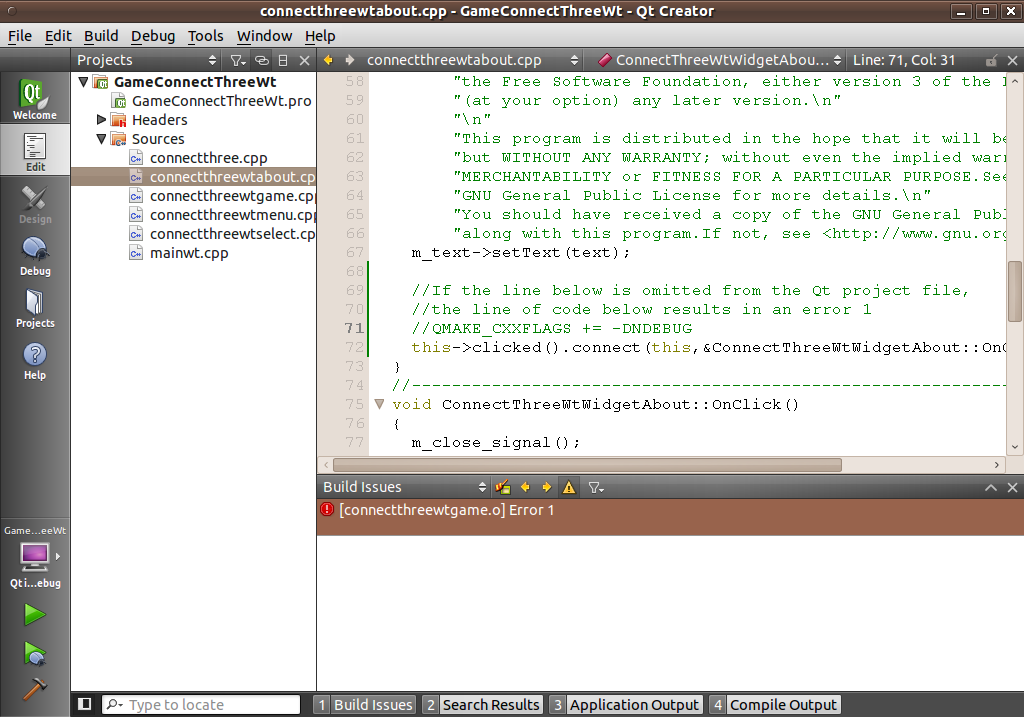 connectthreewtabout.cpp - GameConnectThreeWt - Qt Creator
File Edit Build Debug Tools Window Help
Projects
connectthreewtabout.cpp
ConnectThreeWtWidgetAbou...
Line: 71, Col: 31
Qt
Welcome
Edit
Design
Debug
Projects
Help
Game...eeWt
Qt i...ebug
GameConnectThreeWt
GameConnectThreeWt.pro
Headers
Sources
connectthree.cpp
connectthreewtabout.cp
connectthreewtgame.cpp
connectthreewtmenu.cpp
connectthreewtselect.cp
mainwt.cpp
58 "the Free Software Foundation, either version 3 of the
59 "(at your option) any later version.\n"
60 "\n"
61 "This program is distributed in the hope that it will be
62 "but WITHOUT ANY WARRANTY; without even the implied warr
63 "MERCHANTABILITY or FITNESS FOR A PARTICULAR PURPOSE.See
64 "GNU General Public License for more details.\n"
65 "You should have received a copy of the GNU General Publ
66 "along with this program.If not, see <http://www.gnu.org
67 m_text->setText(text);
68
69 //If the line below is omitted from the Qt project file,
70 //the line of code below results in an error 1
71 //QMAKE_CXXFLAGS += -DNDEBUG
72 this->clicked().connect(this,&ConnectThreeWtWidgetAbout::OnC
73 }
74 //------------------------------------------------------------
75 void ConnectThreeWtWidgetAbout::OnClick()
76 {
77 m_close_signal();
Build Issues
[connectthreewtgame.o] Error 1
Type to locate
1 Build Issues
2 Search Results
3 Application Output
4 Compile Output